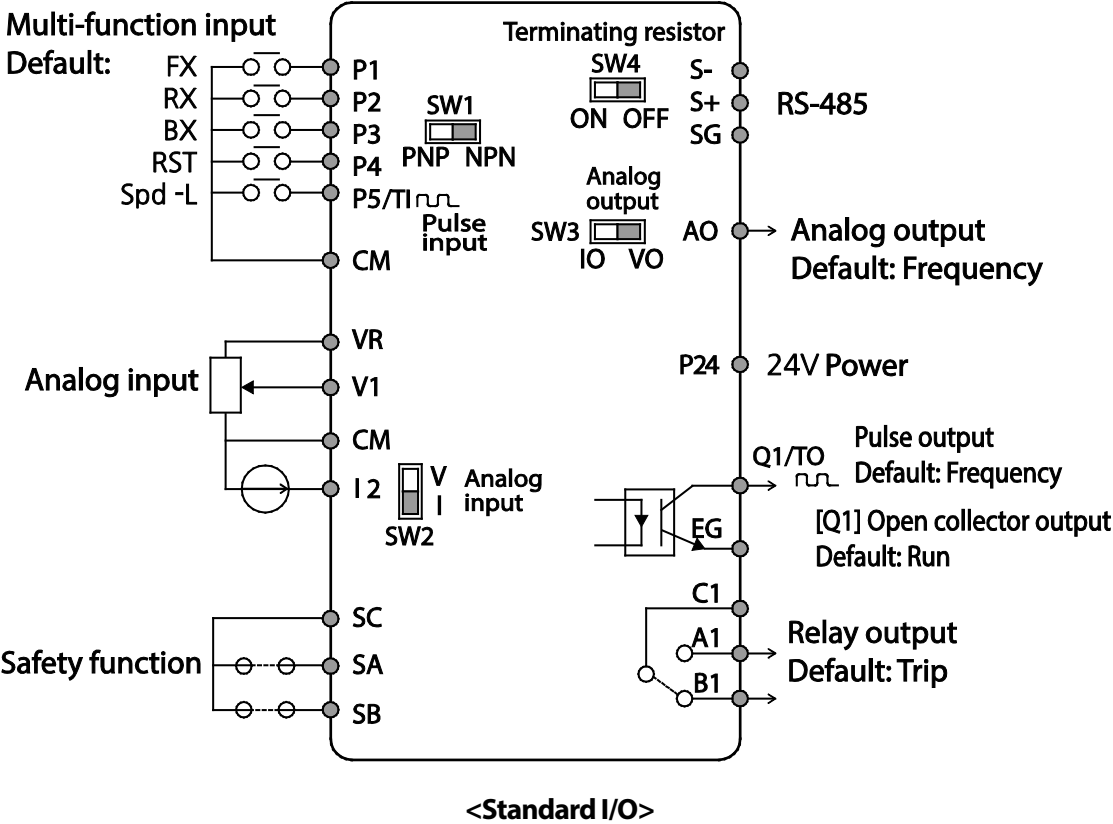 Multi-function input
Default:
FX
P1
RX
P2
BX
P3
RST
P4
Spd -L
P5/TI
Pulse
input
CM
SW1
PNP NPN
Terminating resistor
SW4
ON OFF
S-
S+
SG
RS-485
Analog
output
SW3
IO VO
AO
Analog output
Default: Frequency
Analog input
VR
V1
CM
I 2
V
I
SW2
Analog
input
P24
24V Power
Q1/TO
Pulse output
Default: Frequency
[Q1] Open collector output
Default: Run
EG
C1
A1
B1
Relay output
Default: Trip
Safety function
SC
SA
SB
<Standard I/O>